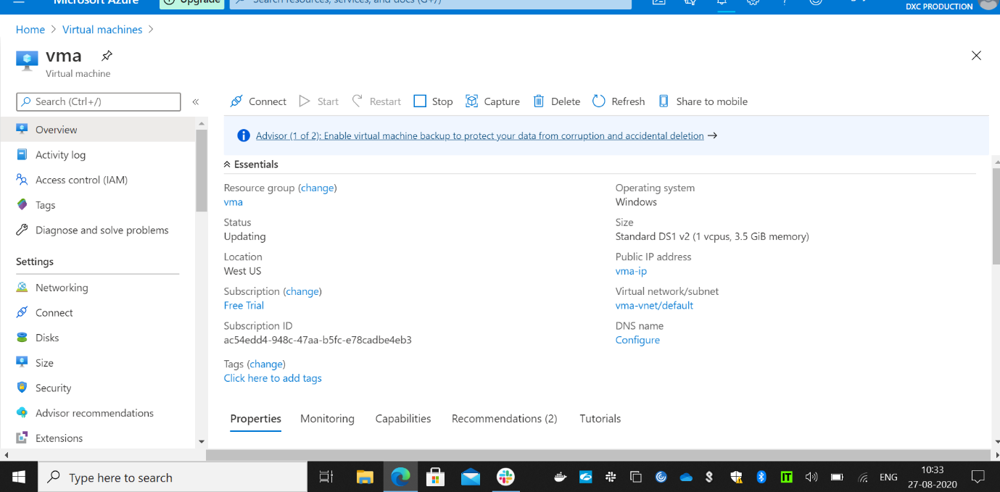 Microsoft Azure
Upgrade
Search resources, services, and docs (G+/)
DXC PRODUCTION
Home > Virtual machines >
vma
Virtual machine
Search (Ctrl+/)
«
Connect
Start
Restart
Stop
Capture
Delete
Refresh
Share to mobile
Overview
Activity log
Access control (IAM)
Tags
Diagnose and solve problems
Settings
Networking
Connect
Disks
Size
Security
Advisor recommendations
Extensions
Advisor (1 of 2): Enable virtual machine backup to protect your data from corruption and accidental deletion →
Essentials
Resource group (change)
vma
Status
Updating
Location
West US
Subscription (change)
Free Trial
Subscription ID
ac54edd4-948c-47aa-b5fc-e78cadbe4eb3
Tags (change)
Click here to add tags
Operating system
Windows
Size
Standard DS1 v2 (1 vcpus, 3.5 GiB memory)
Public IP address
vma-ip
Virtual network/subnet
vma-vnet/default
DNS name
Configure
Properties
Monitoring
Capabilities
Recommendations (2)
Tutorials
Type here to search
IT
ENG
10:33
27-08-2020